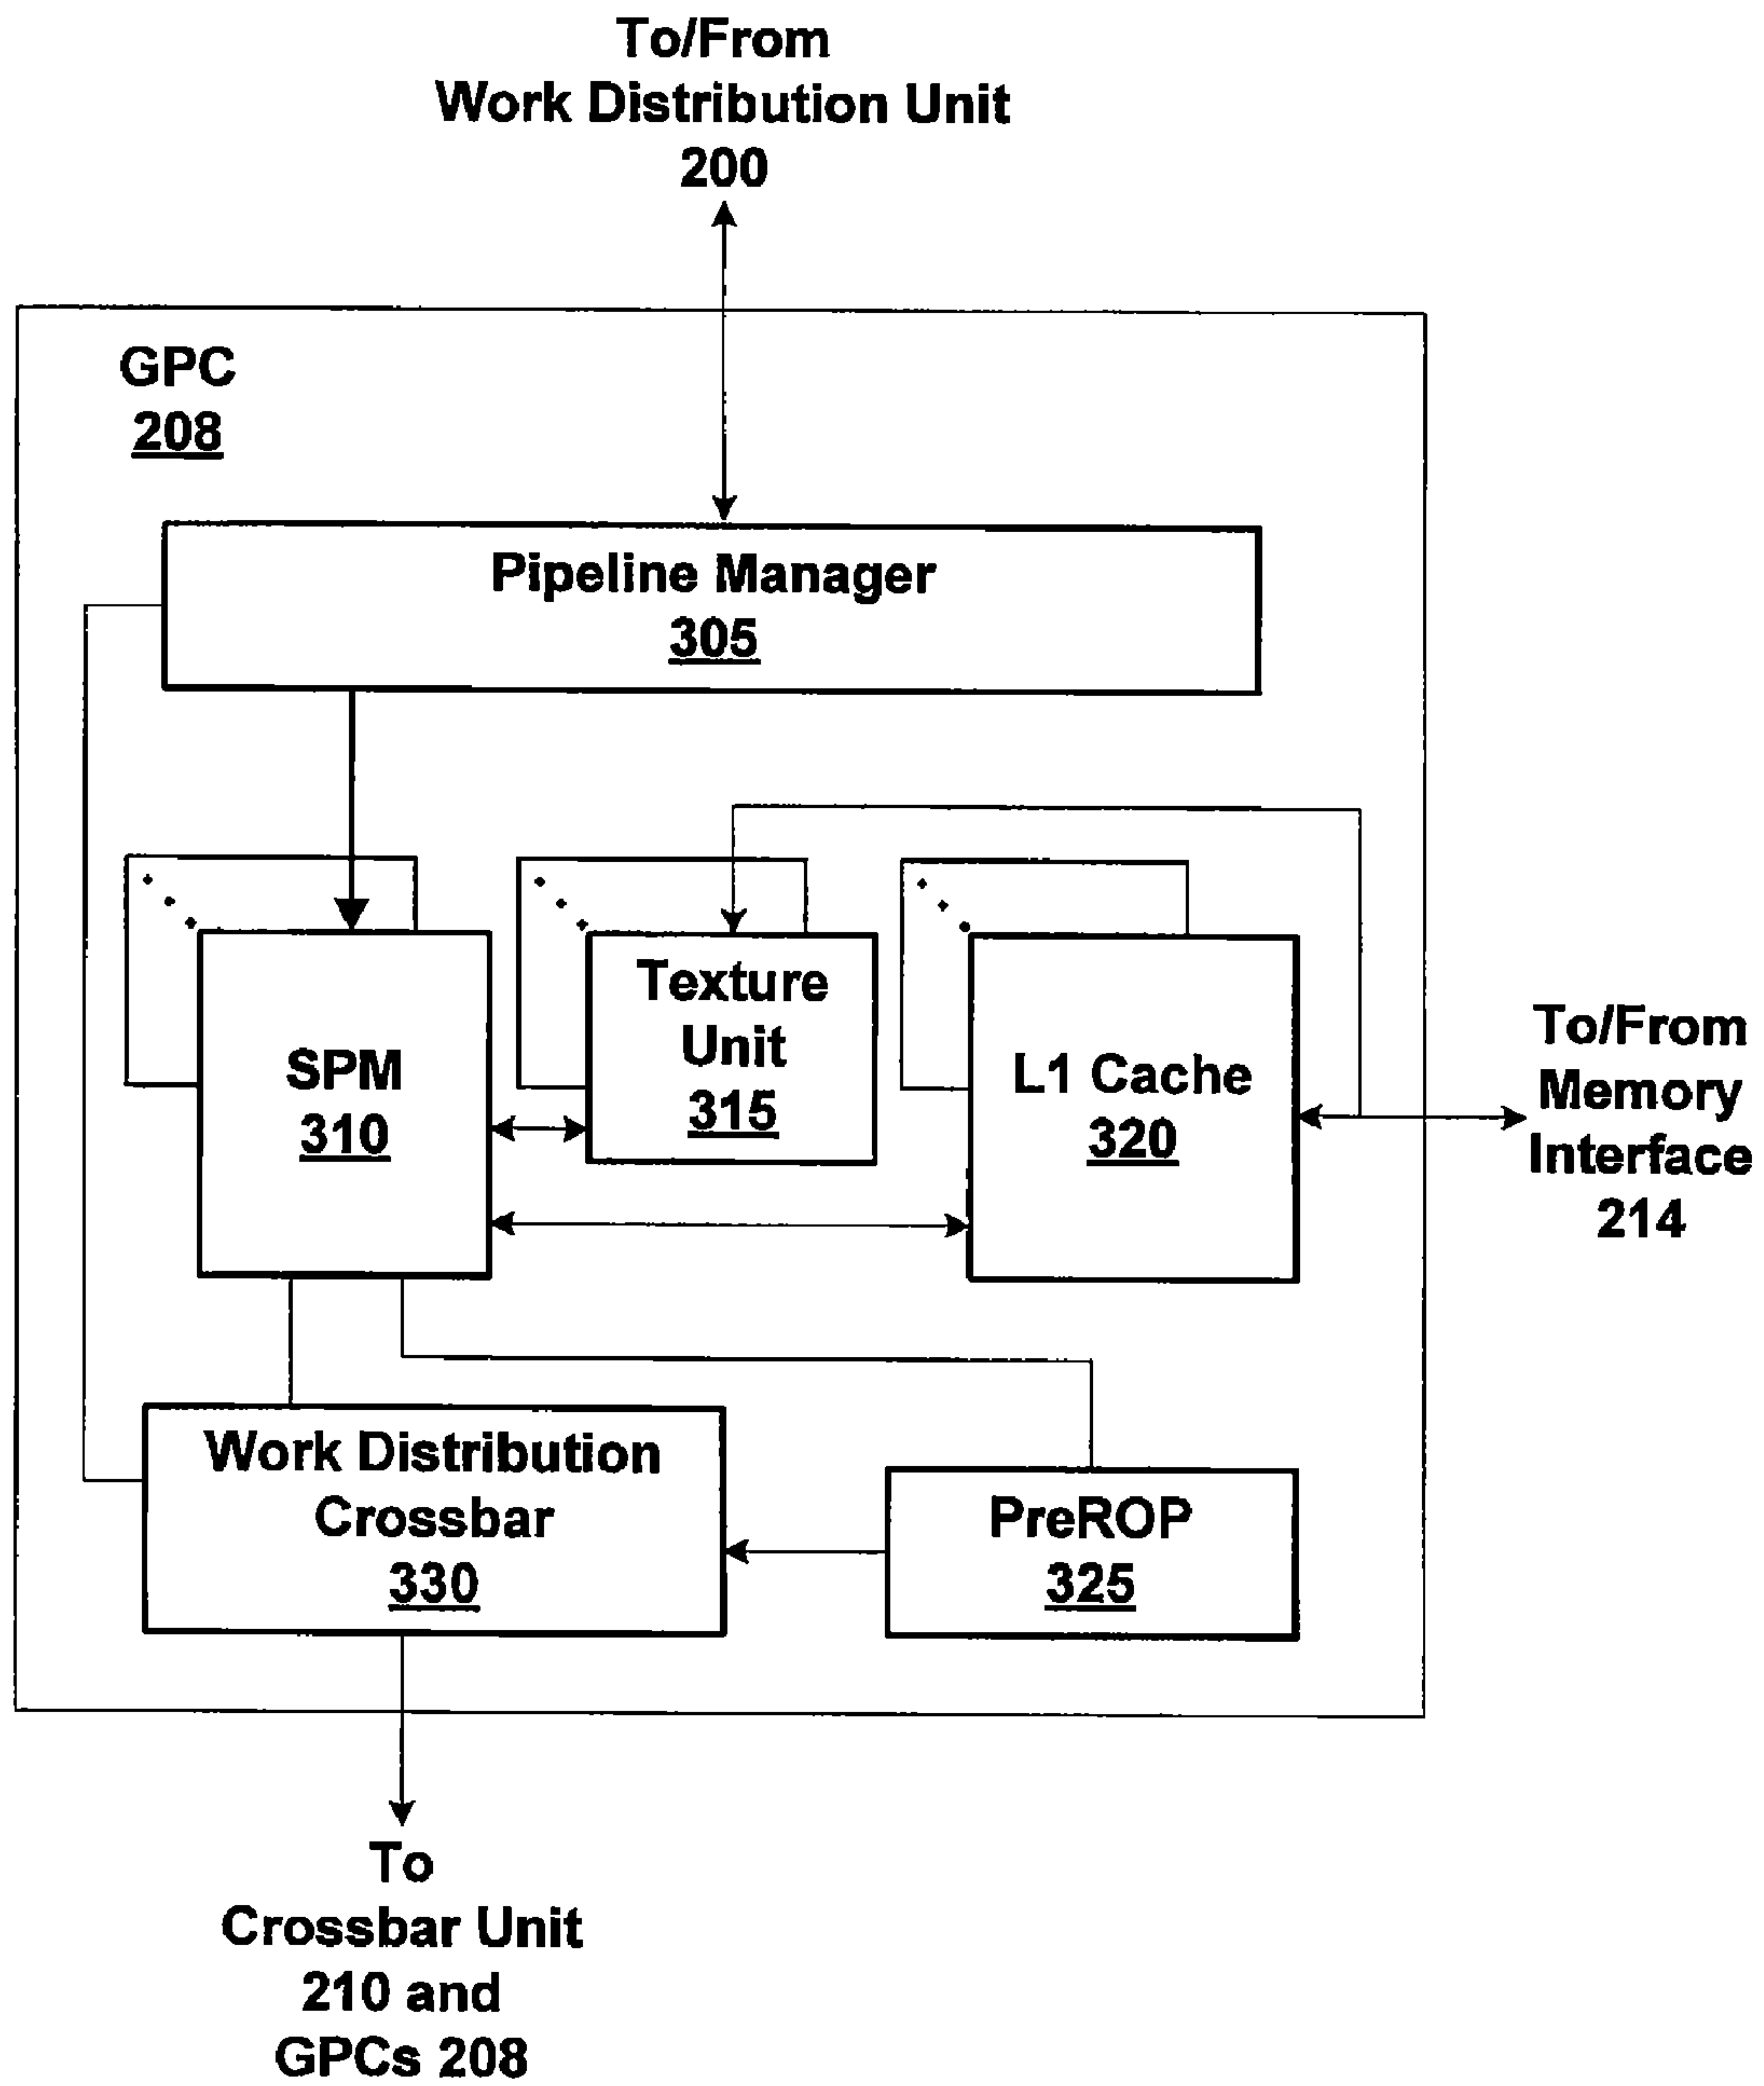 To/From
Work Distribution Unit
200
GPC
208
Pipeline Manager
305
SPM
310
Texture
Unit
315
L1 Cache
320
To/From
Memory
Interface
214
Work Distribution
Crossbar
330
PreROP
325
To
Crossbar Unit
210 and
GPCs 208